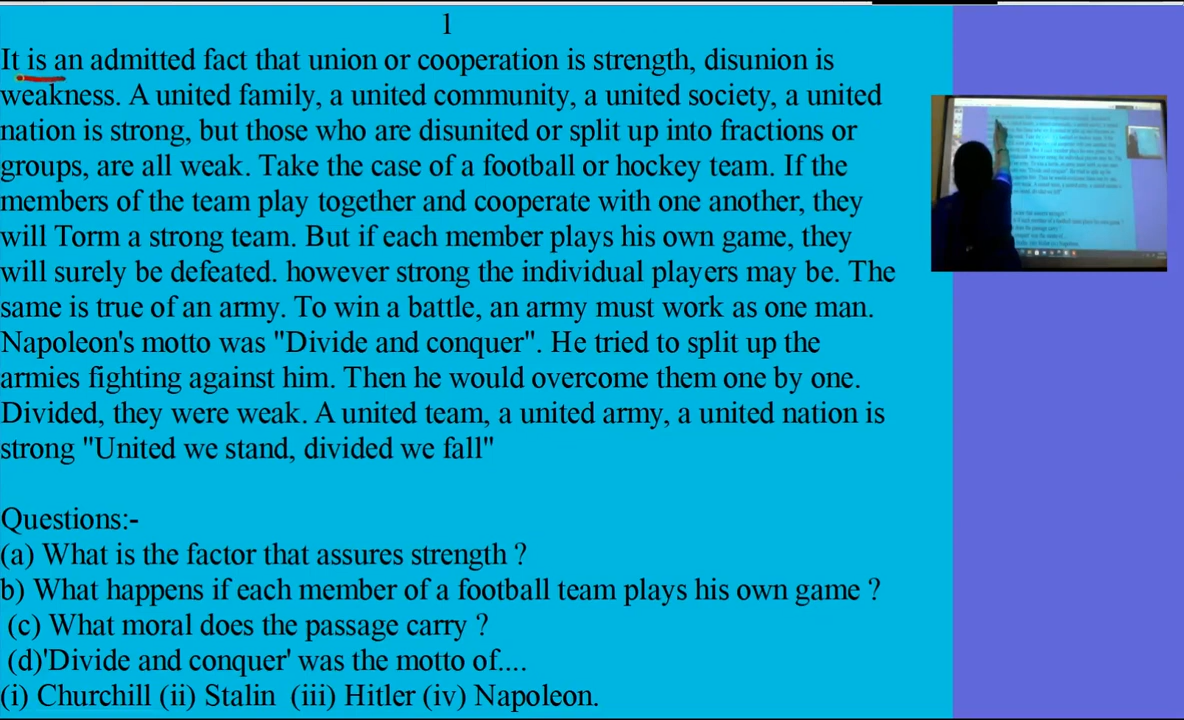 1
It is an admitted fact that union or cooperation is strength, disunion is
weakness. A united family, a united community, a united society, a united
nation is strong, but those who are disunited or split up into fractions or
groups, are all weak. Take the case of a football or hockey team. If the
members of the team play together and cooperate with one another, they
will Torm a strong team. But if each member plays his own game, they
will surely be defeated. however strong the individual players may be. The
same is true of an army. To win a battle, an army must work as one man.
Napoleon's motto was "Divide and conquer". He tried to split up the
armies fighting against him. Then he would overcome them one by one.
Divided, they were weak. A united team, a united army, a united nation is
strong "United we stand, divided we fall"
Questions:-
(a) What is the factor that assures strength ?
b) What happens if each member of a football team plays his own game ?
(c) What moral does the passage carry ?
(d)'Divide and conquer' was the motto of....
(i) Churchill (ii) Stalin (iii) Hitler (iv) Napoleon.